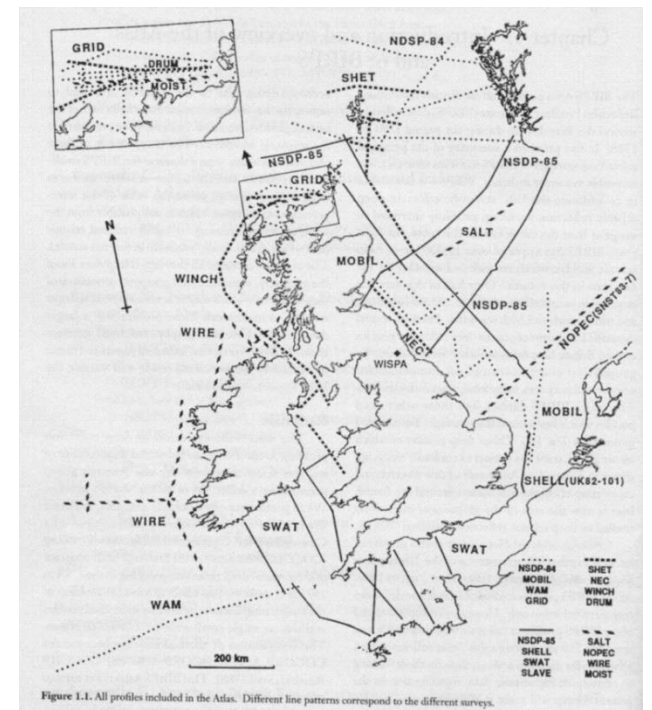 GRID
DRUM
MOIST
NDSP-84
SHET
NSDP-85
GRID
NSDP-85
N
SALT
MOBIL
WINCH
NSDP-85
NOPEC(SNST83-7)
WIRE
NEC
WISPA
MOBIL
SHELL(UK82-101)
WIRE
SWAT
SWAT
WAM
NSDP-84
MOBIL
WAM
GRID
SHET
NEC
WINCH
DRUM
NSDP-85
SHELL
SWAT
SLAVE
SALT
NOPEC
WIRE
MOIST
200 km
Figure 1.1. All profiles included in the Atlas. Different line patterns correspond to the different surveys.